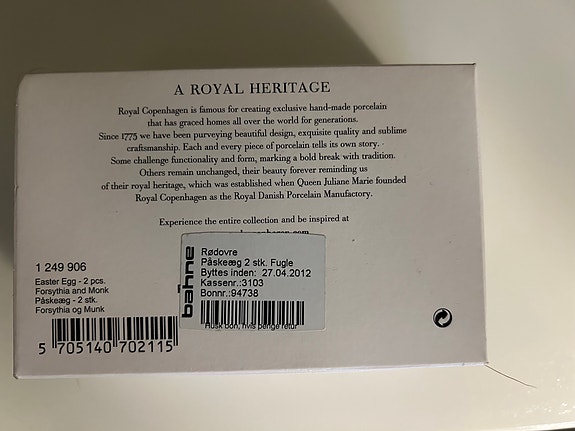 A ROYAL HERITAGE
Royal Copenhagen is famous for creating exclusive hand-made porcelain
that has graced homes all over the world for generations.
Since 1775 we have been purveying beautiful design, exquisite quality and sublime
craftsmanship. Each and every piece of porcelain tells its own story.
Some challenge functionality and form, marking a bold break with tradition.
Others remain unchanged, their beauty forever reminding us
of their royal heritage, which was established when Queen Juliane Marie founded
Royal Copenhagen as the Royal Danish Porcelain Manufactory.
Experience the entire collection and be inspired at
1 249 906
Easter Egg - 2 pcs.
Forsythia and Monk
Påskeæg - 2 stk.
Forsythia og Munk
5 705140 702115
bahne
Rødovre
Påskeæg 2 stk. Fugle
Byttes inden: 27.04.2012
Kassenr.:3103
Bonnr.:94738
Husk bon, hvis penge retur